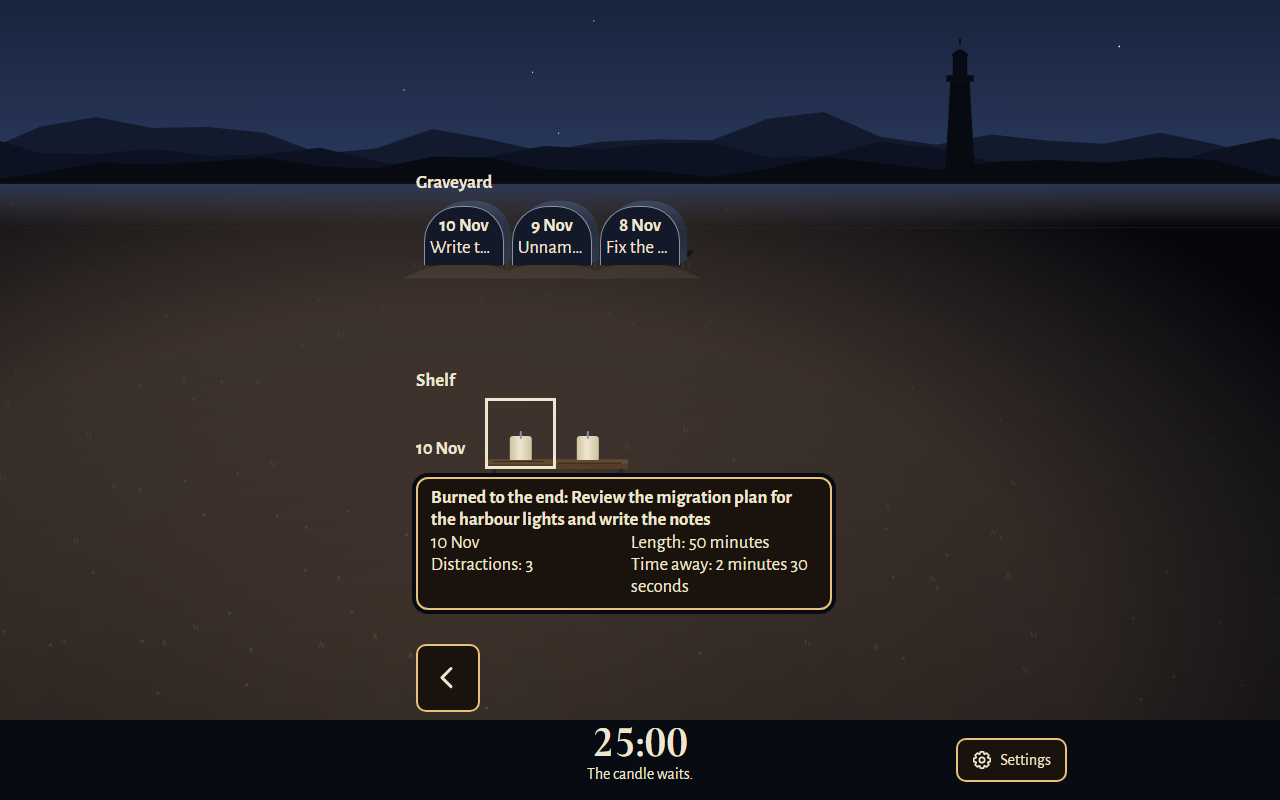 Graveyard
10 Nov
Write t...
9 Nov
Unnam...
8 Nov
Fix the ...
Shelf
10 Nov
Burned to the end: Review the migration plan for
the harbour lights and write the notes
10 Nov
Length: 50 minutes
Distractions: 3
Time away: 2 minutes 30
seconds
25:00
The candle waits.
Settings